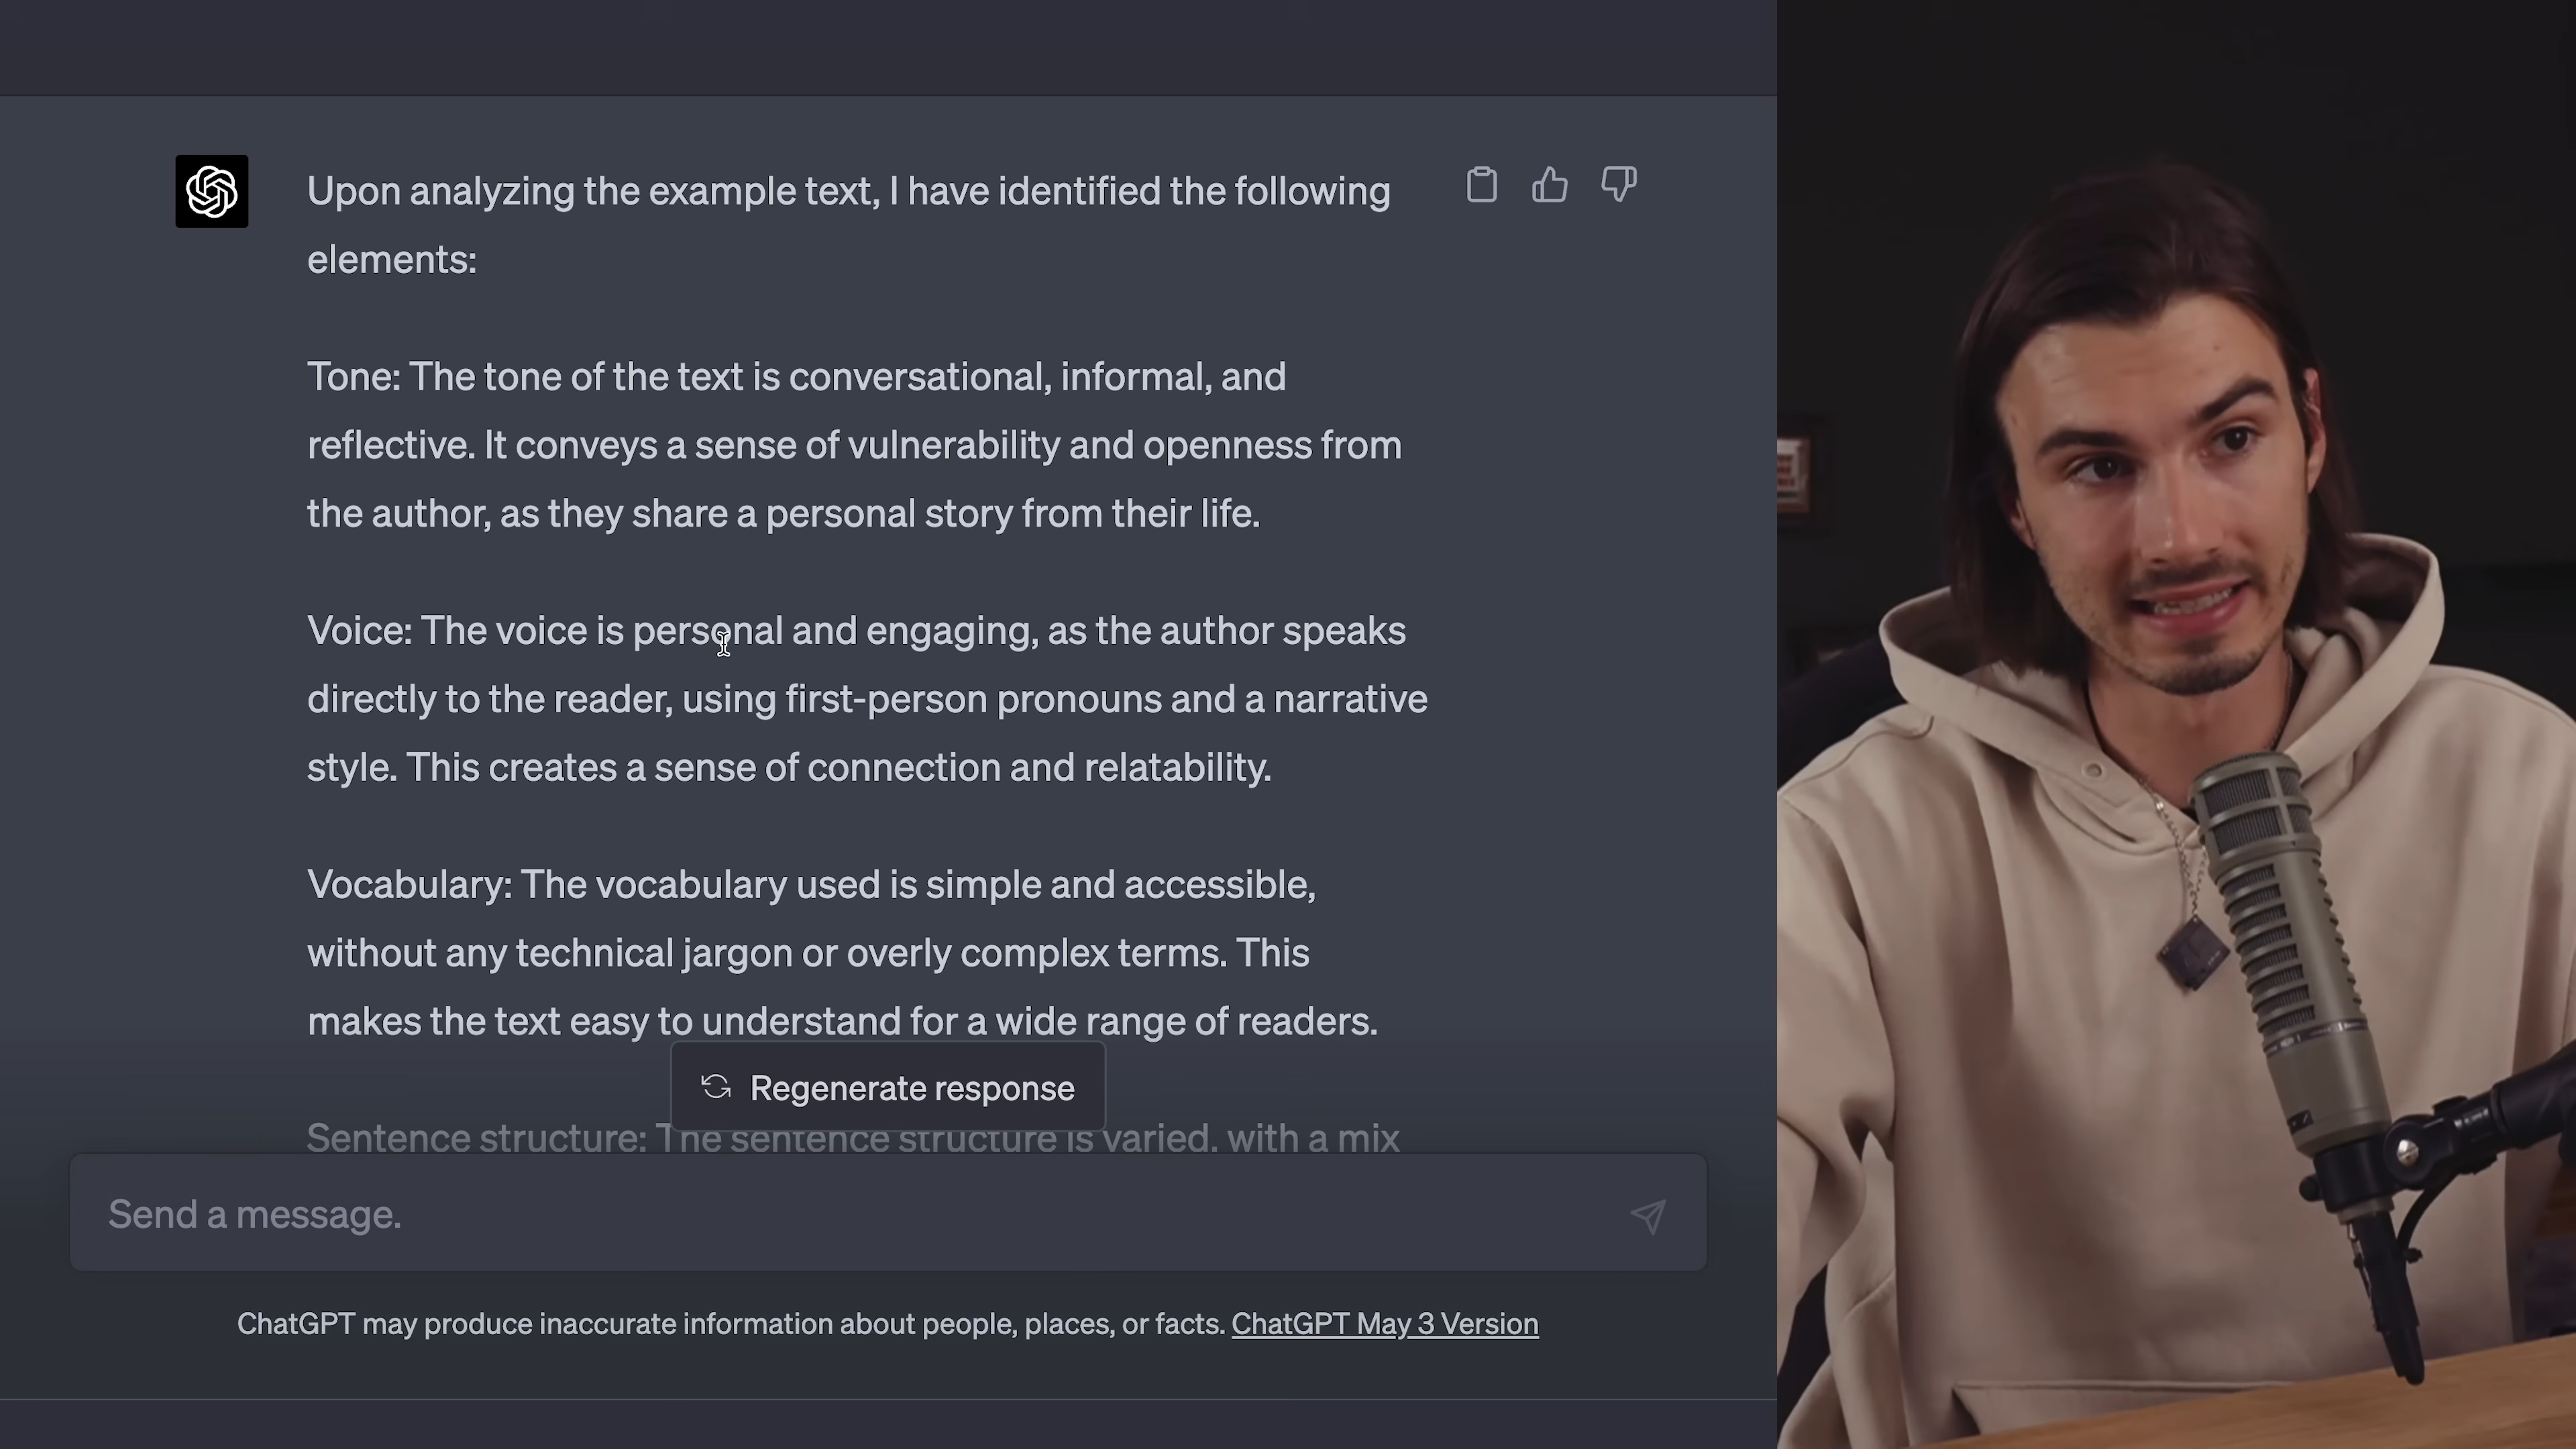 Upon analyzing the example text, I have identified the following
elements:
Tone: The tone of the text is conversational, informal, and
reflective. It conveys a sense of vulnerability and openness from
the author, as they share a personal story from their life.
Voice: The voice is personal and engaging, as the author speaks
directly to the reader, using first-person pronouns and a narrative
style. This creates a sense of connection and relatability.
Vocabulary: The vocabulary used is simple and accessible,
without any technical jargon or overly complex terms. This
makes the text easy to understand for a wide range of readers.
Regenerate response
Sentence structure: The sentence structure is varied, with a mix
Send a message.
ChatGPT may produce inaccurate information about people, places, or facts. ChatGPT May 3 Version